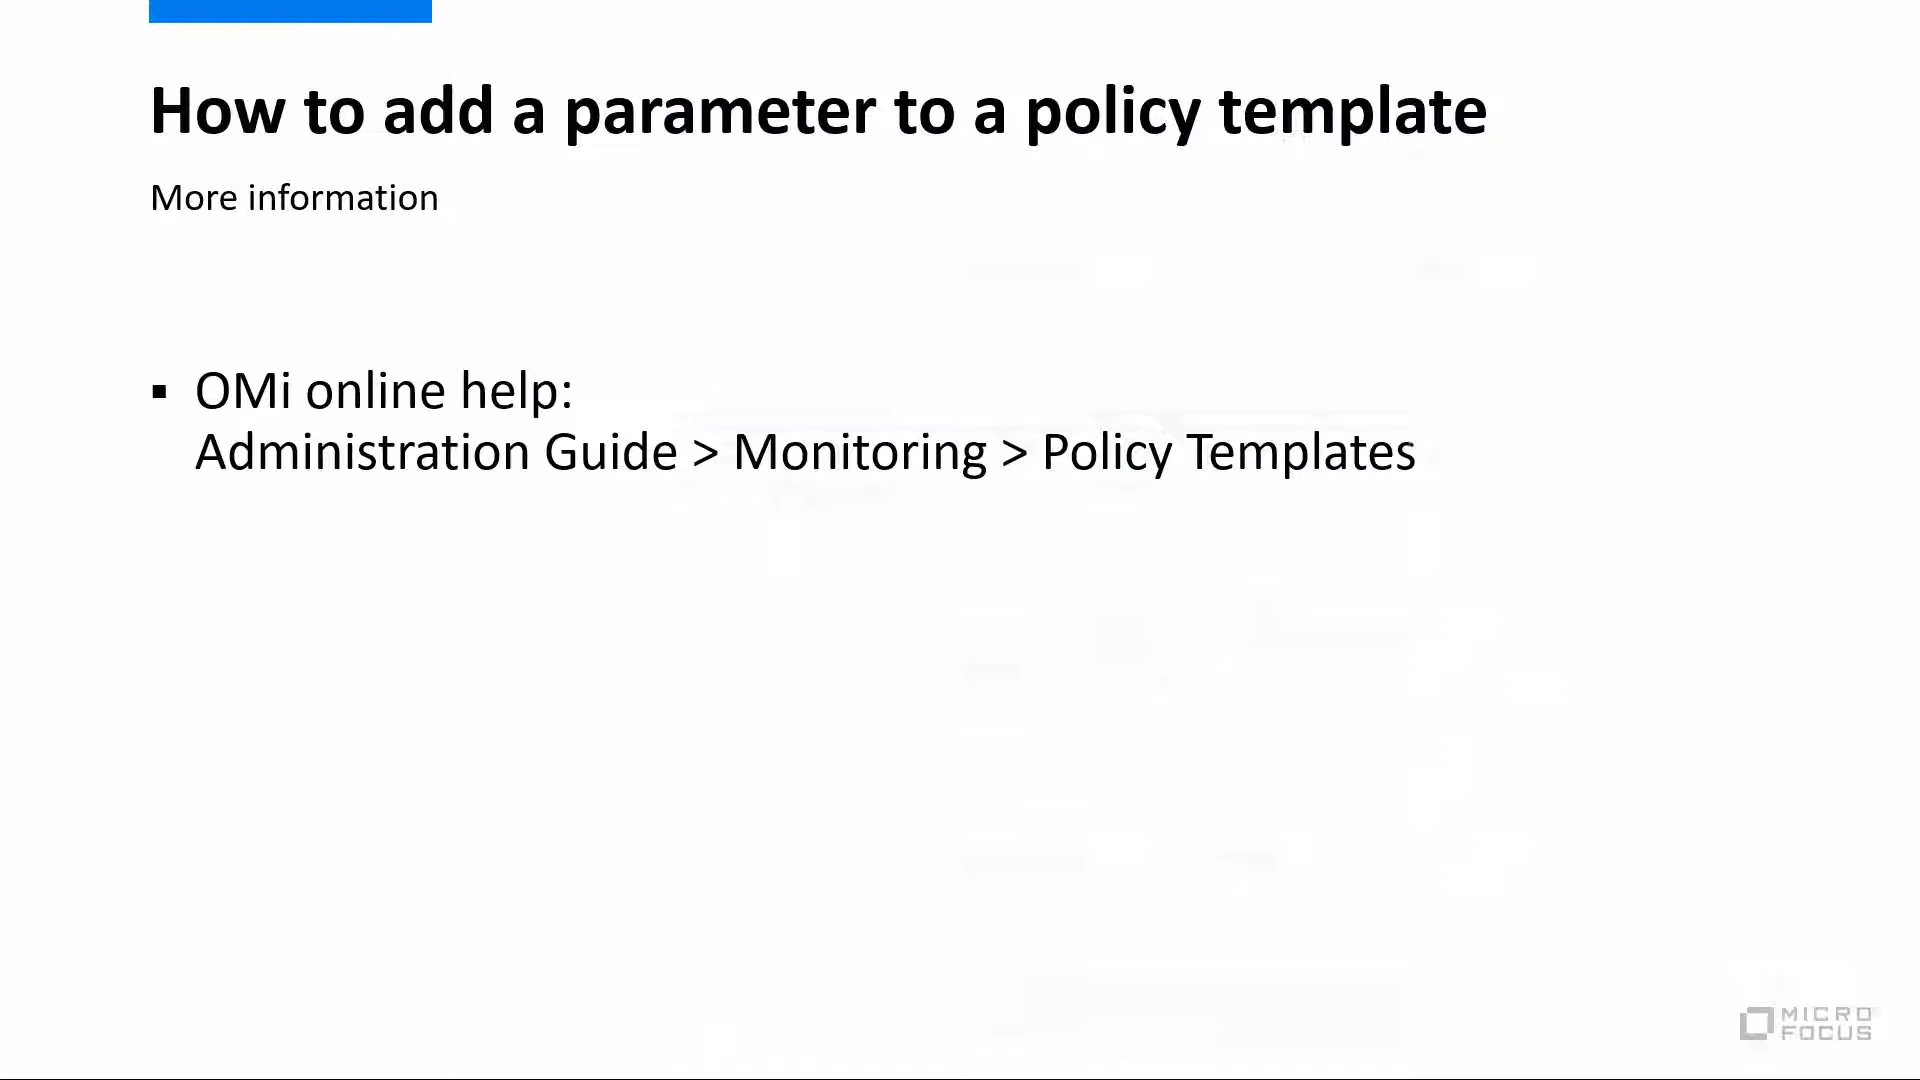 How to add a parameter to a policy template
More information
▪ OMi online help:
Administration Guide > Monitoring > Policy Templates
MICRO
FOCUS